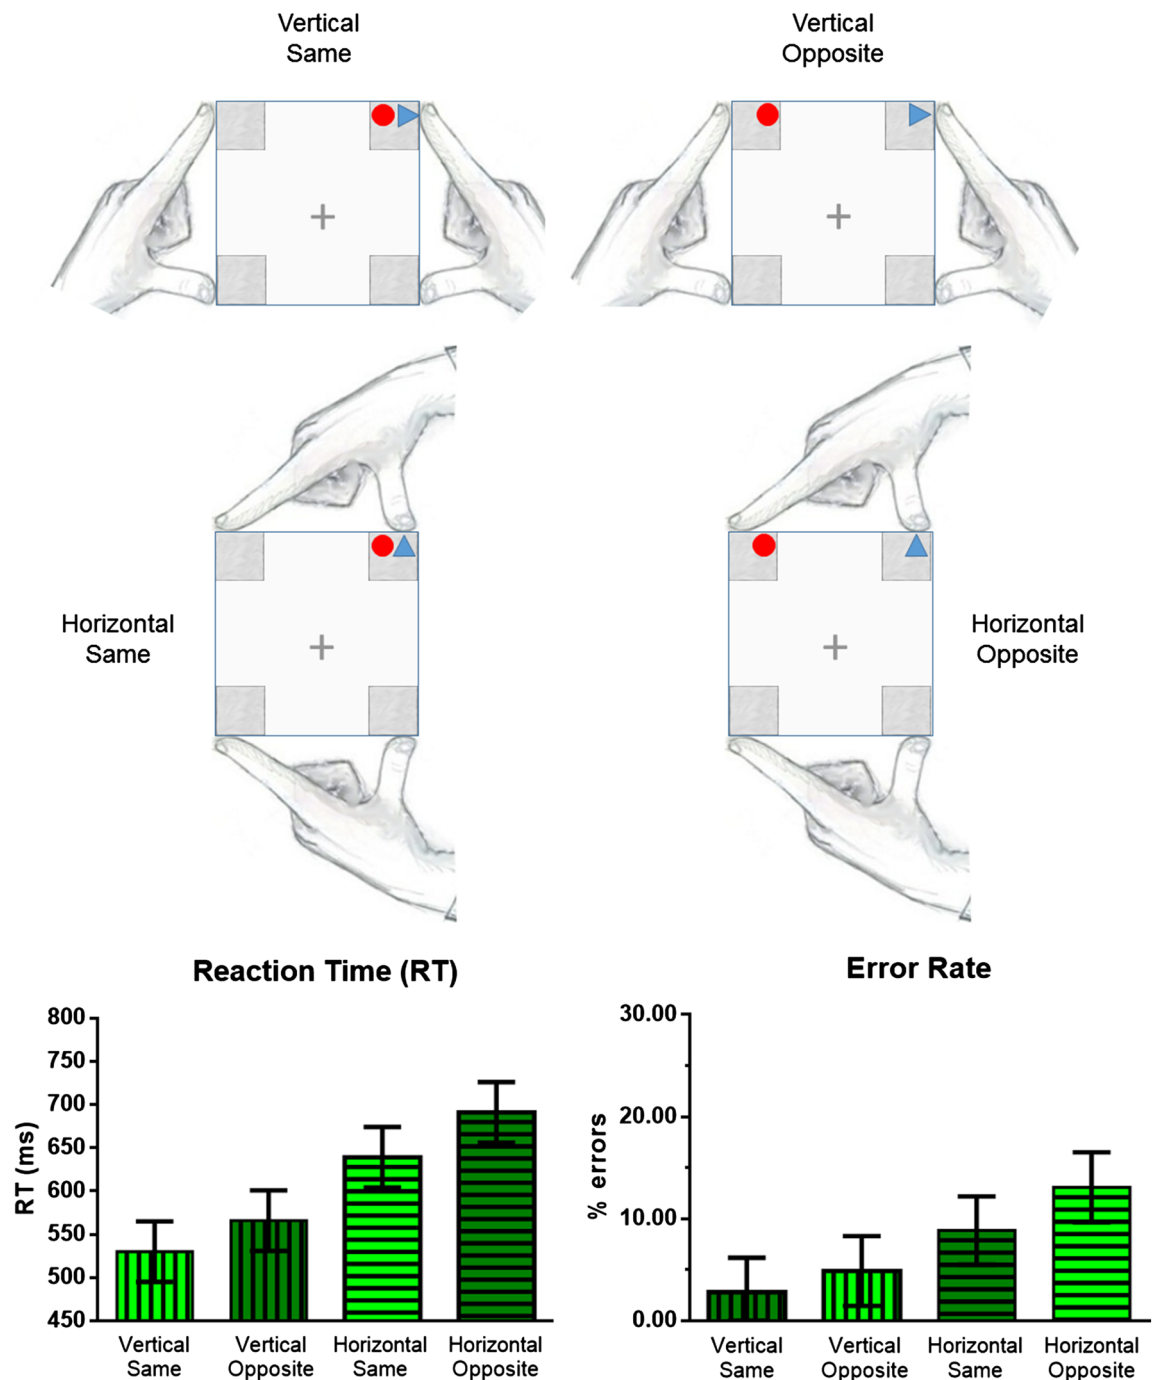 Vertical
Same
Vertical
Opposite
Horizontal
Same
Horizontal
Opposite
Reaction Time (RT)
800
750
700
650
600
550
500
450
RT (ms)
Vertical
Same
Vertical
Opposite
Horizontal
Same
Horizontal
Opposite
Error Rate
30.00
20.00
10.00
0.00
% errors
Vertical
Same
Vertical
Opposite
Horizontal
Same
Horizontal
Opposite